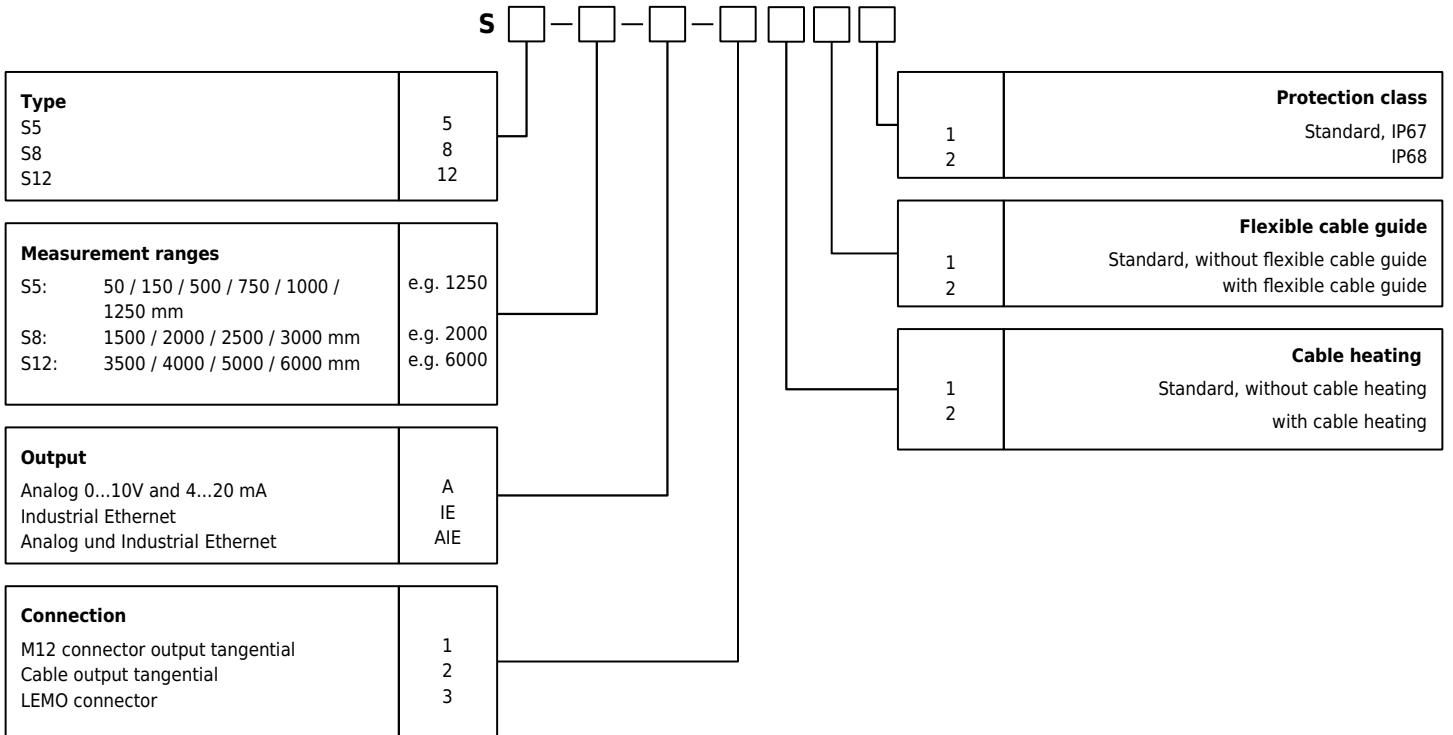 S — — —
Type
S5 5
S8 8
S12 12
Measurement ranges
S5: 50 / 150 / 500 / 750 / 1000 / e.g. 1250
1250 mm
S8: 1500 / 2000 / 2500 / 3000 mm e.g. 2000
S12: 3500 / 4000 / 5000 / 6000 mm e.g. 6000
Output
Analog 0...10V and 4...20 mA A
Industrial Ethernet IE
Analog und Industrial Ethernet AIE
Connection
M12 connector output tangential 1
Cable output tangential 2
LEMO connector 3
Protection class
1 Standard, IP67
2 IP68
Flexible cable guide
1 Standard, without flexible cable guide
2 with flexible cable guide
Cable heating
1 Standard, without cable heating
2 with cable heating